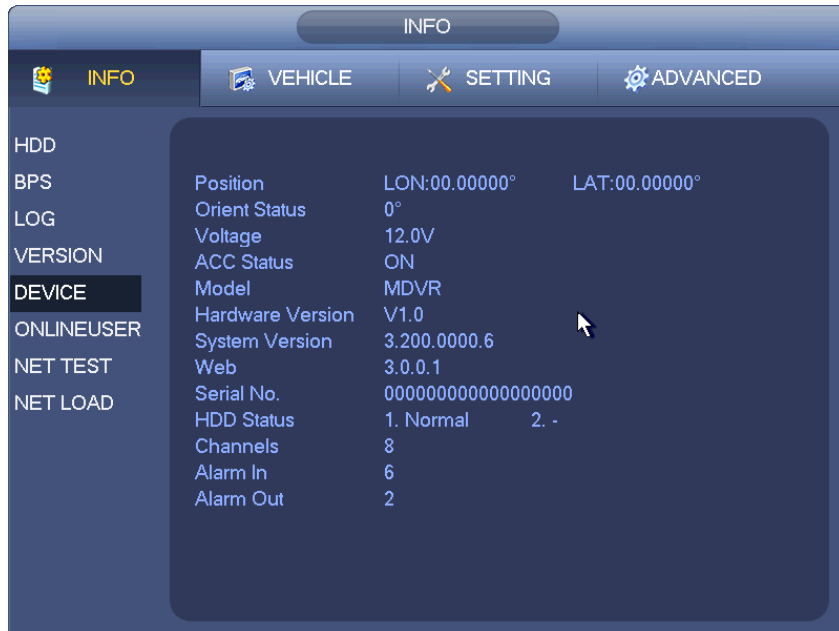 INFO
INFO VEHICLE SETTING ADVANCED
HDD
BPS
LOG
VERSION
DEVICE
ONLINEUSER
NET TEST
NET LOAD
Position LON:00.00000° LAT:00.00000°
Orient Status 0°
Voltage 12.0V
ACC Status ON
Model MDVR
Hardware Version V1.0
System Version 3.200.0000.6
Web 3.0.0.1
Serial No. 000000000000000000
HDD Status 1. Normal 2. -
Channels 8
Alarm In 6
Alarm Out 2